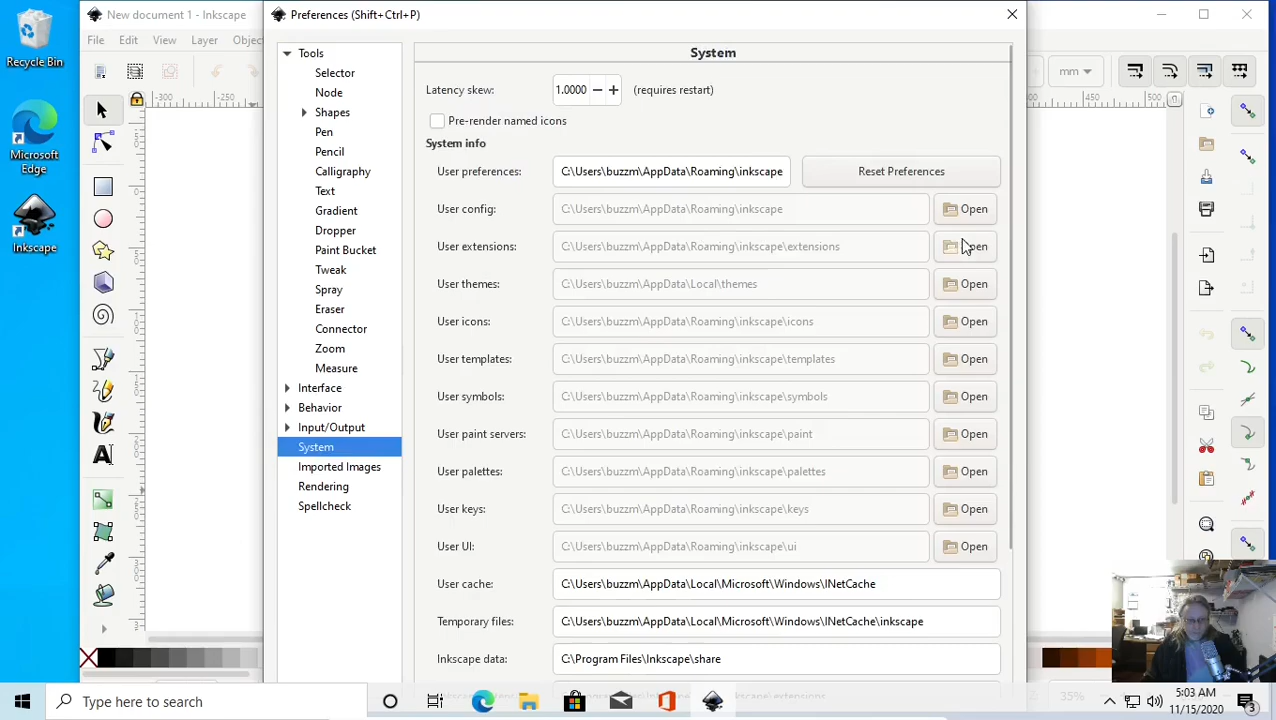 Recycle Bin
Microsoft
Edge
Inkscape
New document 1 - Inkscape
File Edit View Layer Objec
Preferences (Shift+Ctrl+P)
mm
-300 -250
450 500
Tools
Selector
Node
Shapes
Pen
Pencil
Calligraphy
Text
Gradient
Dropper
Paint Bucket
Tweak
Spray
Eraser
Connector
Zoom
Measure
Interface
Behavior
Input/Output
System
Imported Images
Rendering
Spellcheck
System
Latency skew: 1.0000 (requires restart)
Pre-render named icons
System info
User preferences: C:\Users\buzzm\AppData\Roaming\inkscape Reset Preferences
User config: C:\Users\buzzm\AppData\Roaming\inkscape Open
User extensions: C:\Users\buzzm\AppData\Roaming\inkscape\extensions
User themes: C:\Users\buzzm\AppData\Local\themes Open
User icons: C:\Users\buzzm\AppData\Roaming\inkscape\icons Open
User templates: C:\Users\buzzm\AppData\Roaming\inkscape\templates Open
User symbols: C:\Users\buzzm\AppData\Roaming\inkscape\symbols Open
User paint servers: C:\Users\buzzm\AppData\Roaming\inkscape\paint Open
User palettes: C:\Users\buzzm\AppData\Roaming\inkscape\palettes Open
User keys: C:\Users\buzzm\AppData\Roaming\inkscape\keys Open
User UI: C:\Users\buzzm\AppData\Roaming\inkscape\ui Open
User cache: C:\Users\buzzm\AppData\Local\Microsoft\Windows\INetCache
Temporary files: C:\Users\buzzm\AppData\Local\Microsoft\Windows\INetCache\inkscape
Inkscape data: C:\Program Files\Inkscape\share
35%
Type here to search
5:03 AM
11/15/2020
3